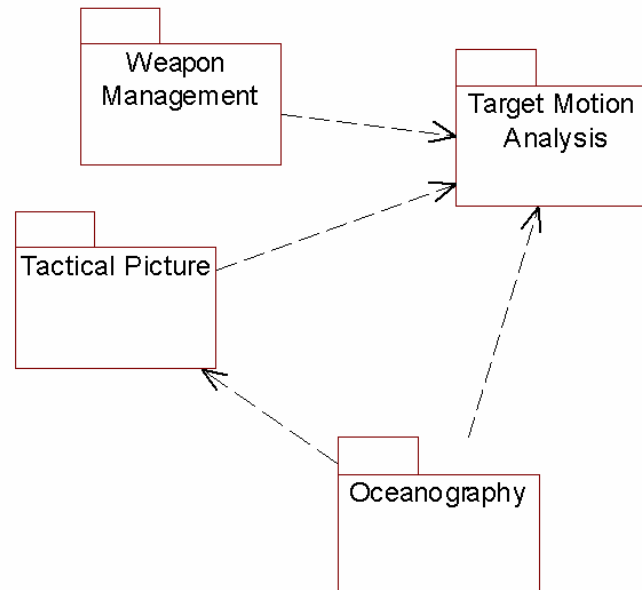 Weapon
Management
Target Motion
Analysis
Tactical Picture
Oceanography